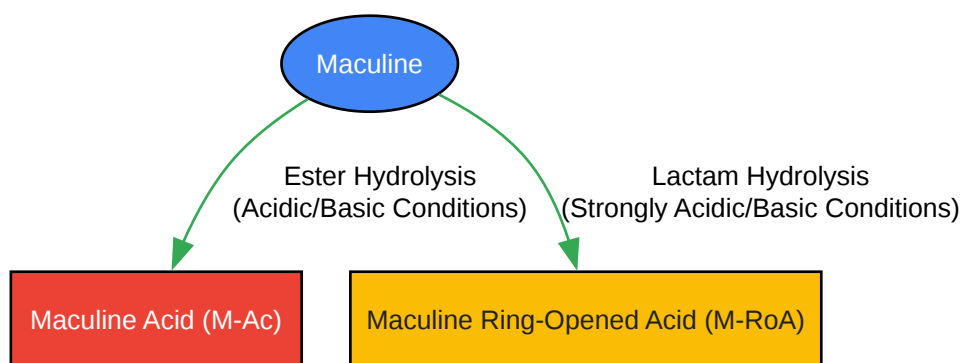 Maculine
Ester Hydrolysis
(Acidic/Basic Conditions)
Lactam Hydrolysis
(Strongly Acidic/Basic Conditions)
Maculine Acid (M-Ac)
Maculine Ring-Opened Acid (M-RoA)